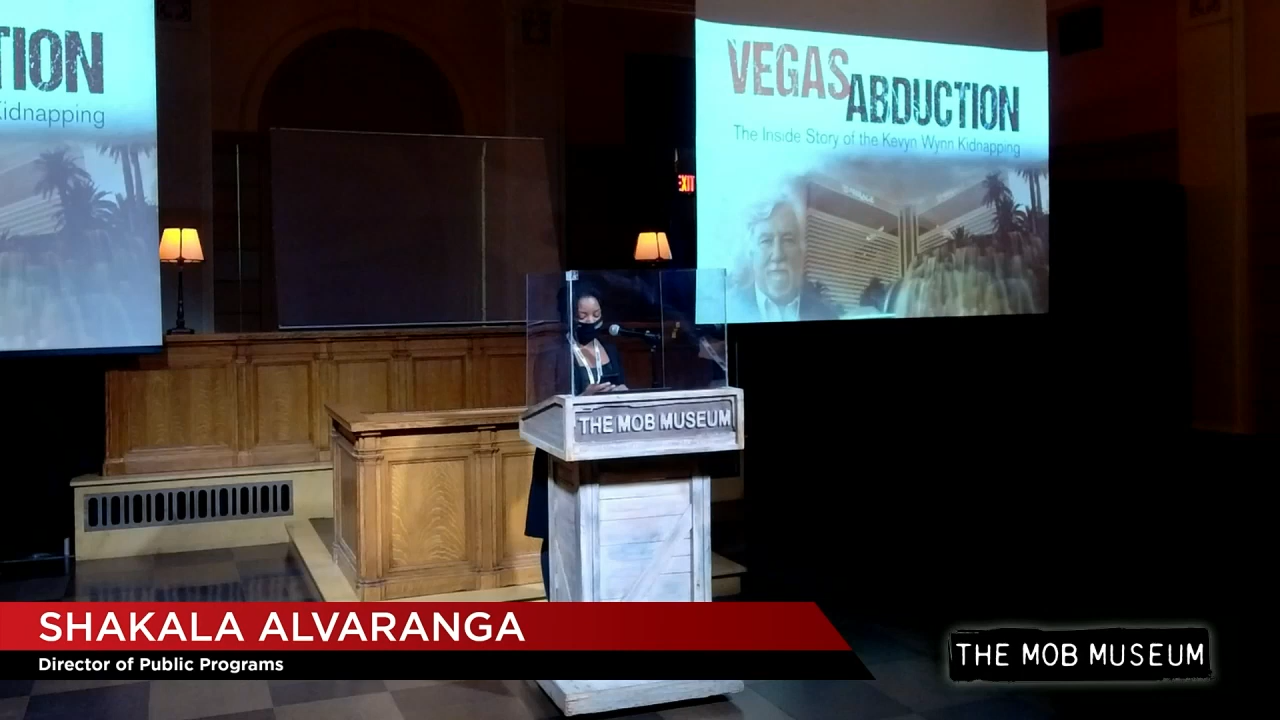 TION
Kidnapping
VEGAS
ABDUCTION
The Inside Story of the Kevyn Wynn Kidnapping
EXIT
THE MOB MUSEUM
SHAKALA ALVARANGA
Director of Public Programs
THE MOB MUSEUM